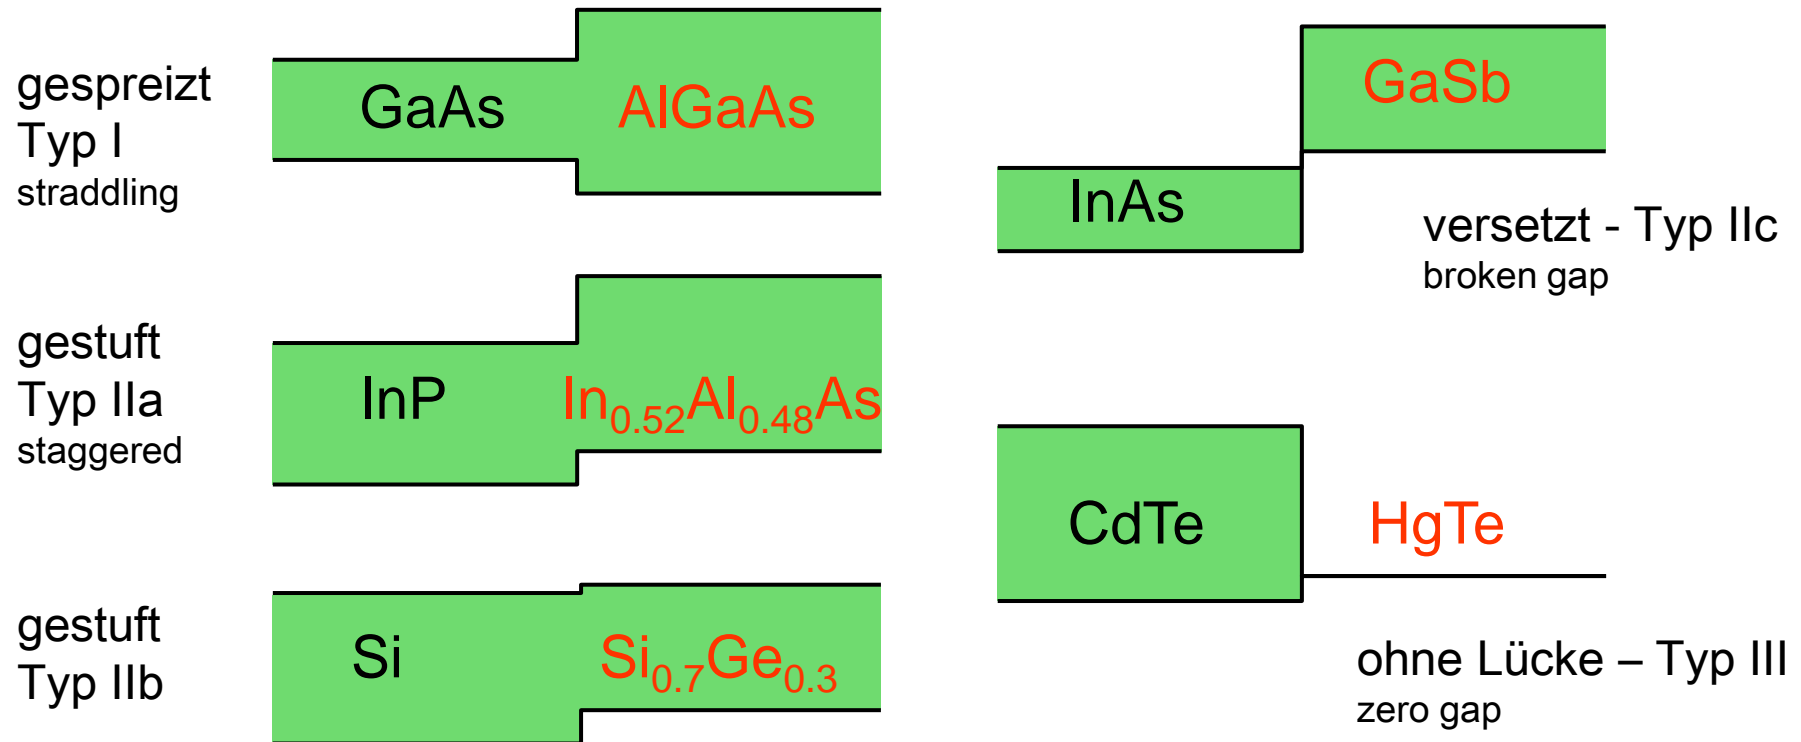 gespreizt
Typ I
straddling
GaAs
AlGaAs
gestuft
Typ IIa
staggered
InP
In0.52Al0.48As
gestuft
Typ IIb
Si
Si0.7Ge0.3
GaSb
InAs
versetzt - Typ IIc
broken gap
CdTe
HgTe
ohne Lücke – Typ III
zero gap